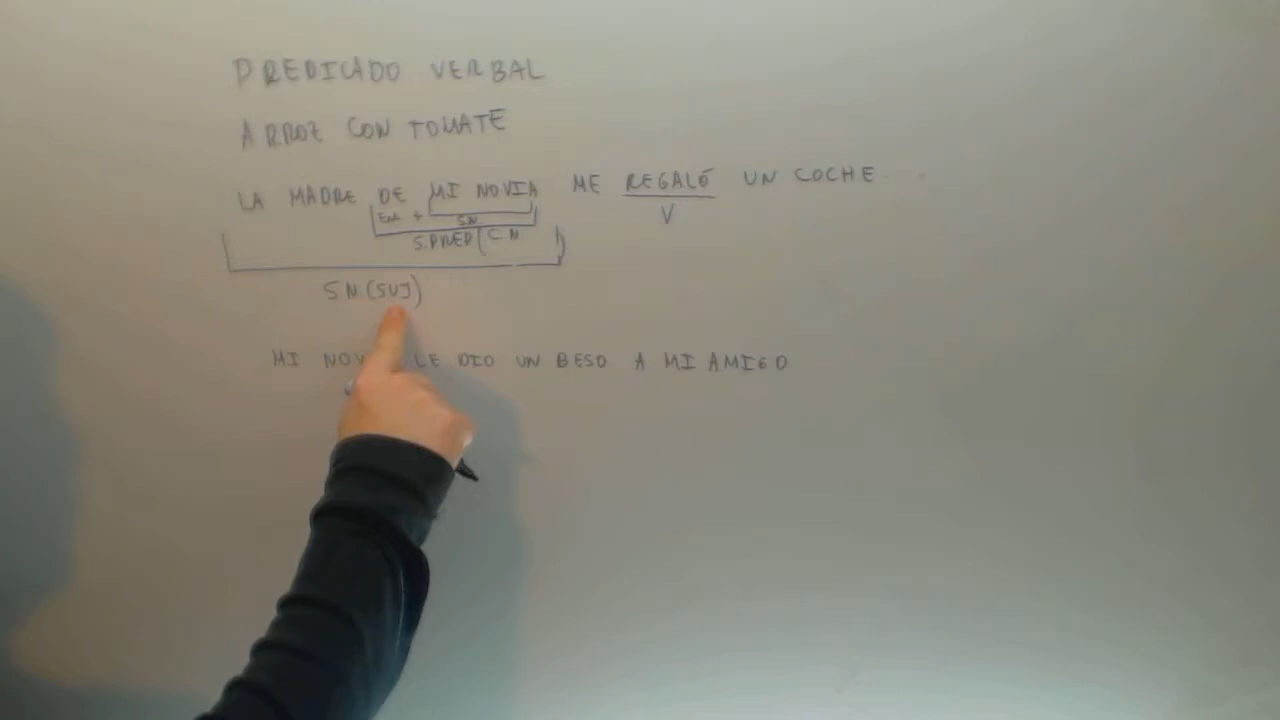 PREDICADO VERBAL
ARROZ CON TOMATE
LA MADRE DE MI NOVIA ME REGALÓ UN COCHE
+ SN V
S.PREP (CN)
SN (SUJ)
MI NOV LE DIO UN BESO A MI AMIGO